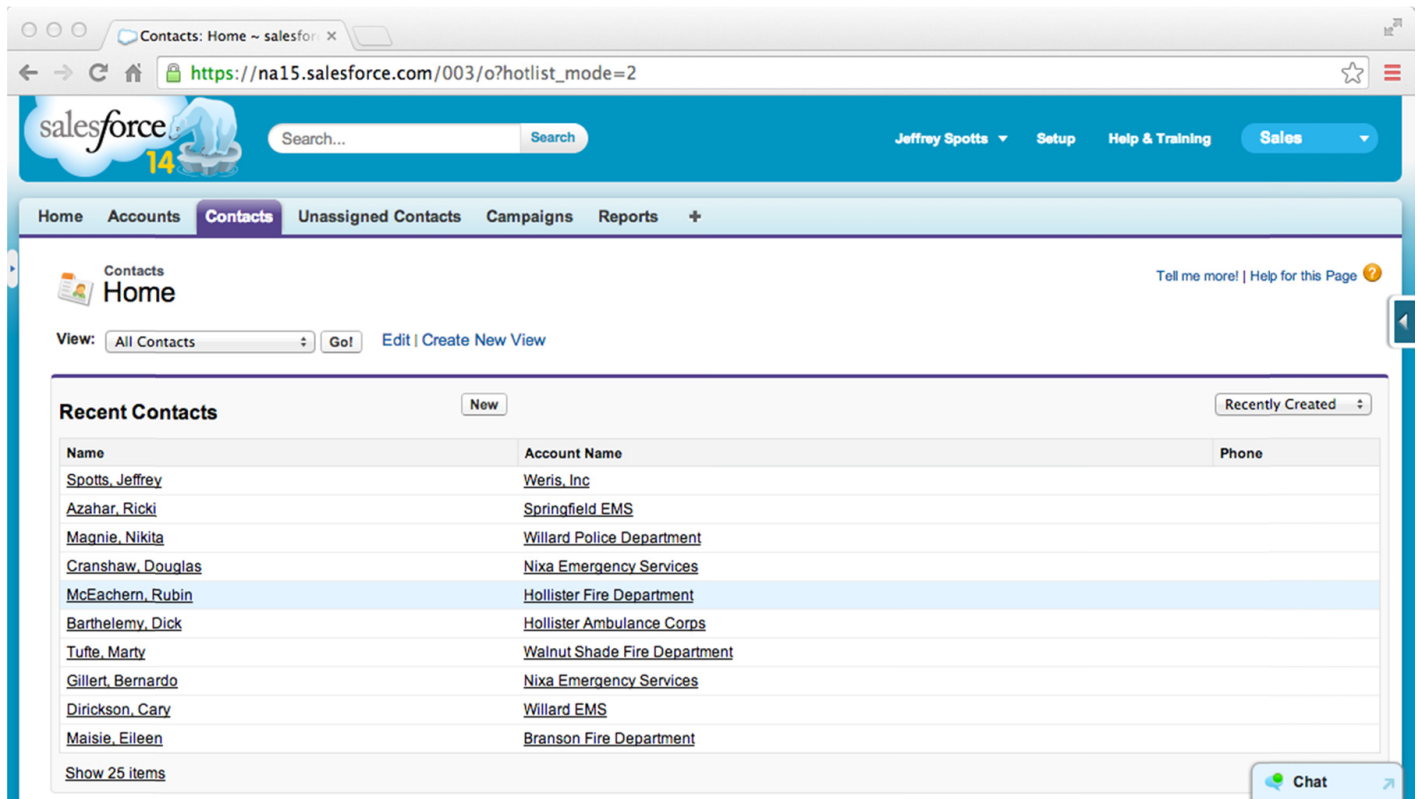 Contacts: Home ~ salesfor
https://na15.salesforce.com/003/o?hotlist_mode=2
salesforce
14
Search... Search Jeffrey Spotts Setup Help & Training Sales
Home Accounts Contacts Unassigned Contacts Campaigns Reports +
Contacts
Home
Tell me more! | Help for this Page ?
View: All Contacts Go! Edit | Create New View
Recent Contacts New Recently Created
Name Account Name Phone
Spotts, Jeffrey Weris, Inc
Azahar, Ricki Springfield EMS
Magnie, Nikita Willard Police Department
Cranshaw, Douglas Nixa Emergency Services
McEachern, Rubin Hollister Fire Department
Barthelemy, Dick Hollister Ambulance Corps
Tufte, Marty Walnut Shade Fire Department
Gillert, Bernardo Nixa Emergency Services
Dirickson, Cary Willard EMS
Maisie, Eileen Branson Fire Department
Show 25 items
Chat